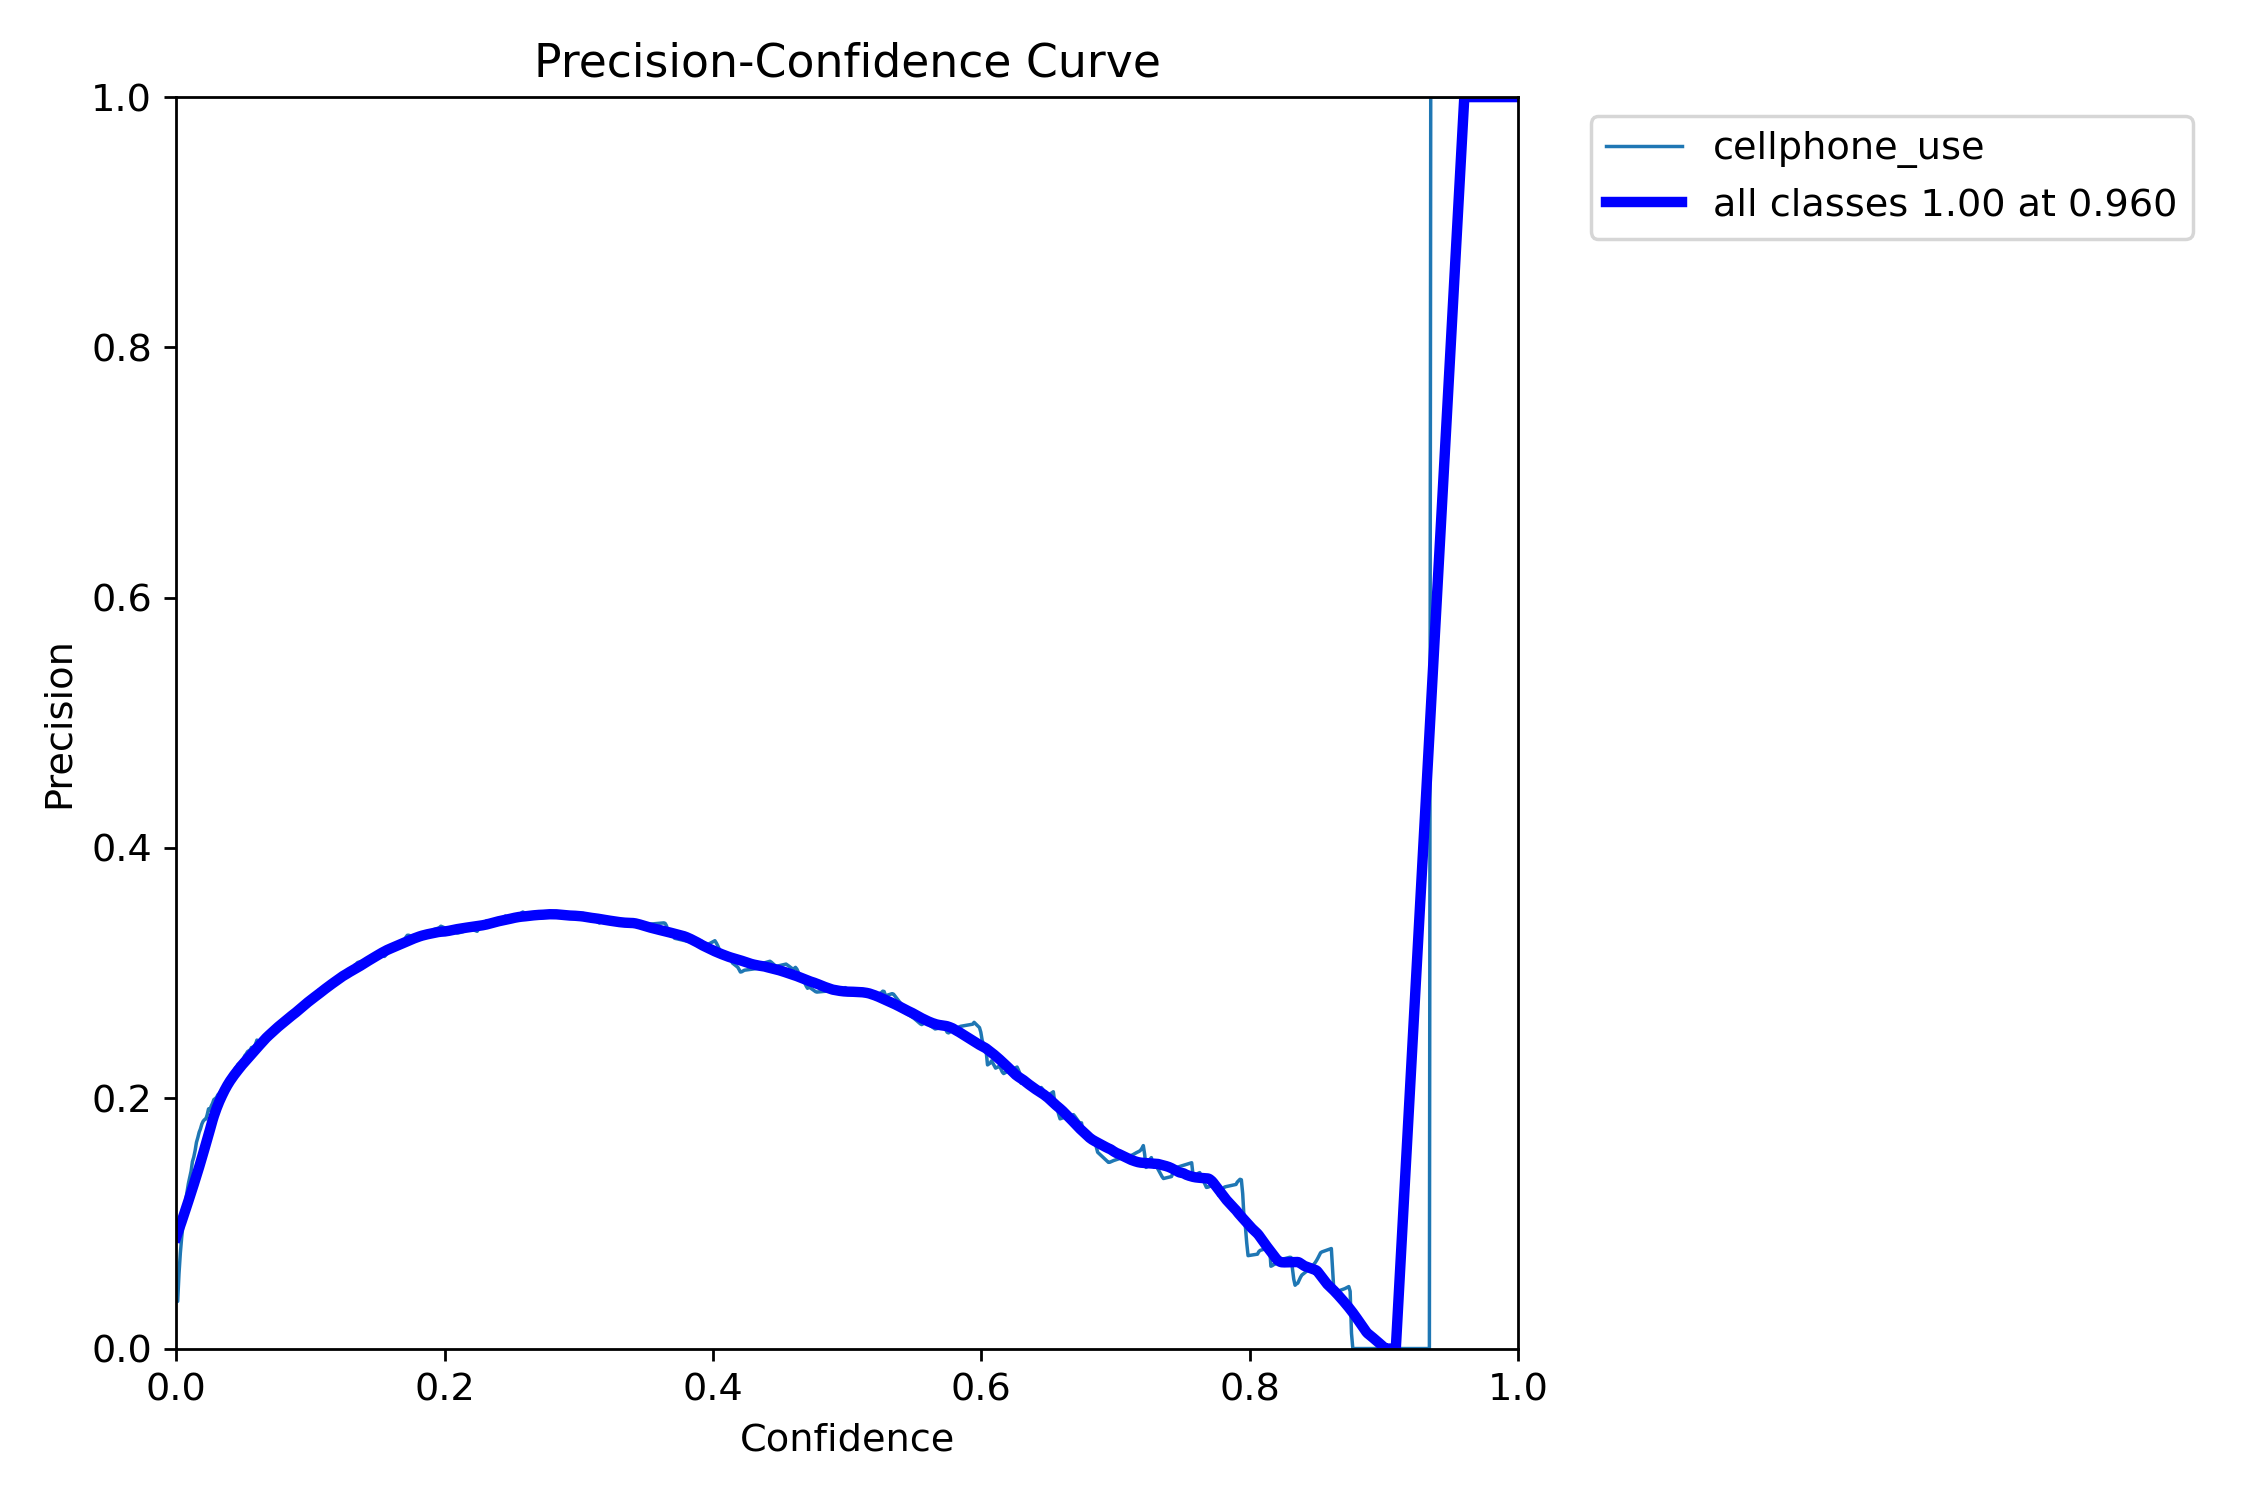 Precision-Confidence Curve
1.0
0.8
0.6
0.4
0.2
0.0
Precision
0.0 0.2 0.4 0.6 0.8 1.0
Confidence
cellphone_use
all classes 1.00 at 0.960